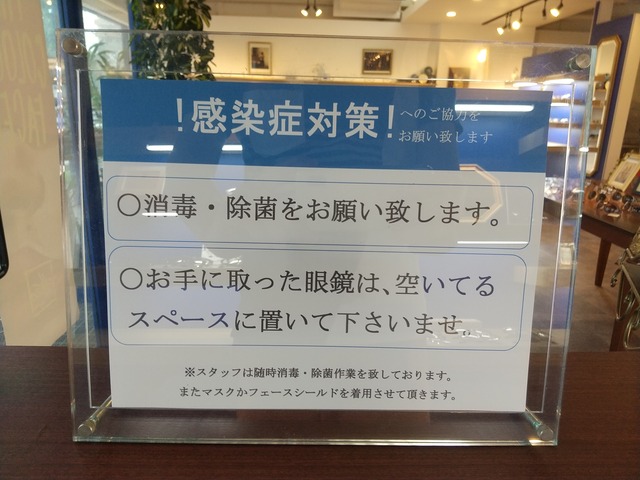 ！感染症対策！へのご協力を
お願い致します
○消毒・除菌をお願い致します。
○お手に取った眼鏡は、空いてる
スペースに置いて下さいませ。
※スタッフは随時消毒・除菌作業を致しております。
またマスクかフェースシールドを着用させて頂きます。